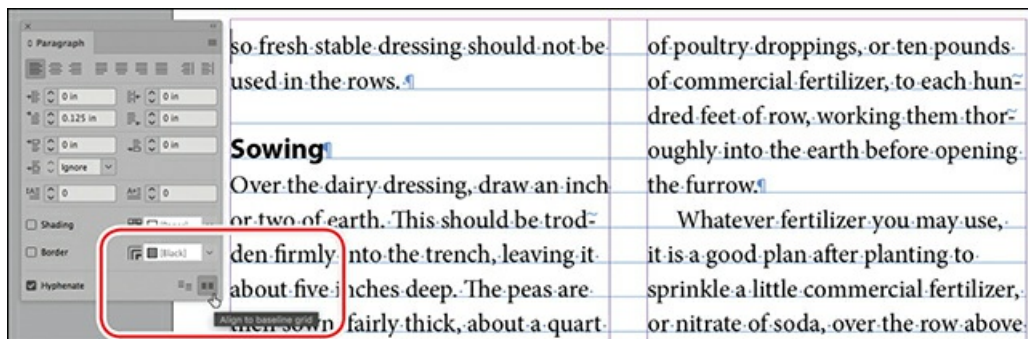 Paragraph
0 in
0 in
0.125 in
0 in
0 in
0 in
Ignore
0
0
Shading
Border
[Black]
Hyphenate
Align to baseline grid
so fresh stable dressing should not be
used in the rows.
Sowing
Over the dairy dressing, draw an inch
or two of earth. This should be trod-
den firmly into the trench, leaving it
about five inches deep. The peas are
then sown, fairly thick, about a quart
of poultry droppings, or ten pounds
of commercial fertilizer, to each hun-
dred feet of row, working them thor-
oughly into the earth before opening
the furrow.
Whatever fertilizer you may use,
it is a good plan after planting to
sprinkle a little commercial fertilizer,
or nitrate of soda, over the row above